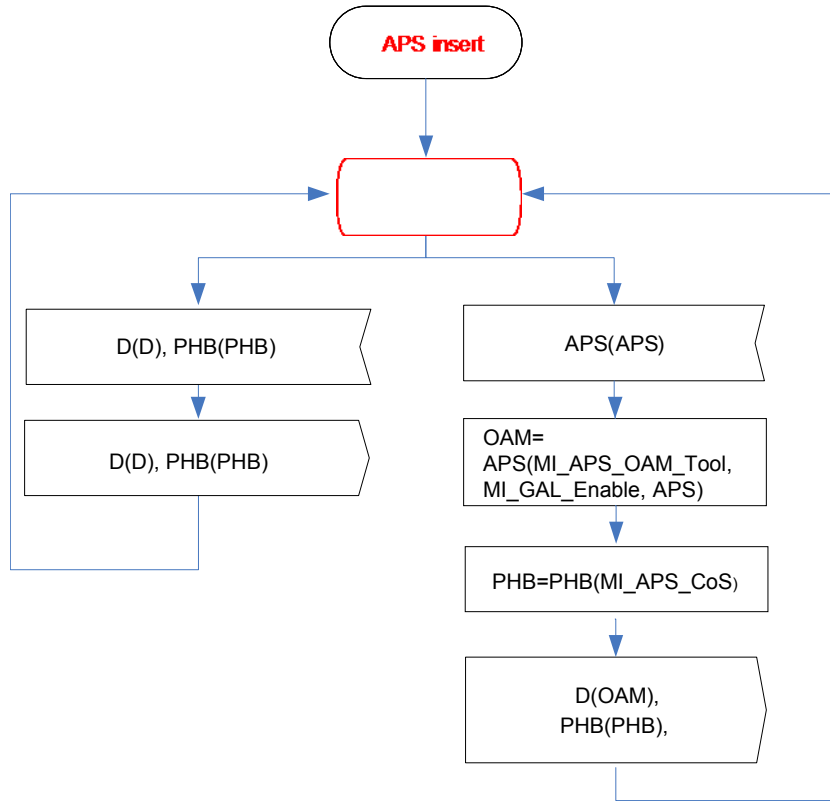 APS insert
D(D), PHB(PHB)
D(D), PHB(PHB)
APS(APS)
OAM=
APS(MI_APS_OAM_Tool,
MI_GAL_Enable, APS)
PHB=PHB(MI_APS_CoS)
D(OAM),
PHB(PHB),